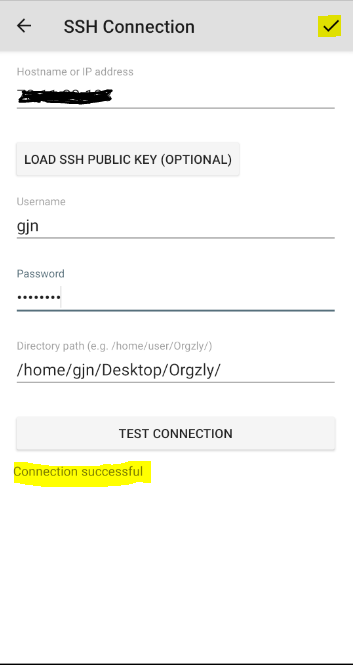 SSH Connection
Hostname or IP address
LOAD SSH PUBLIC KEY (OPTIONAL)
Username
gjn
Password
••••••••
Directory path (e.g. /home/user/Orgzly/)
/home/gjn/Desktop/Orgzly/
TEST CONNECTION
Connection successful